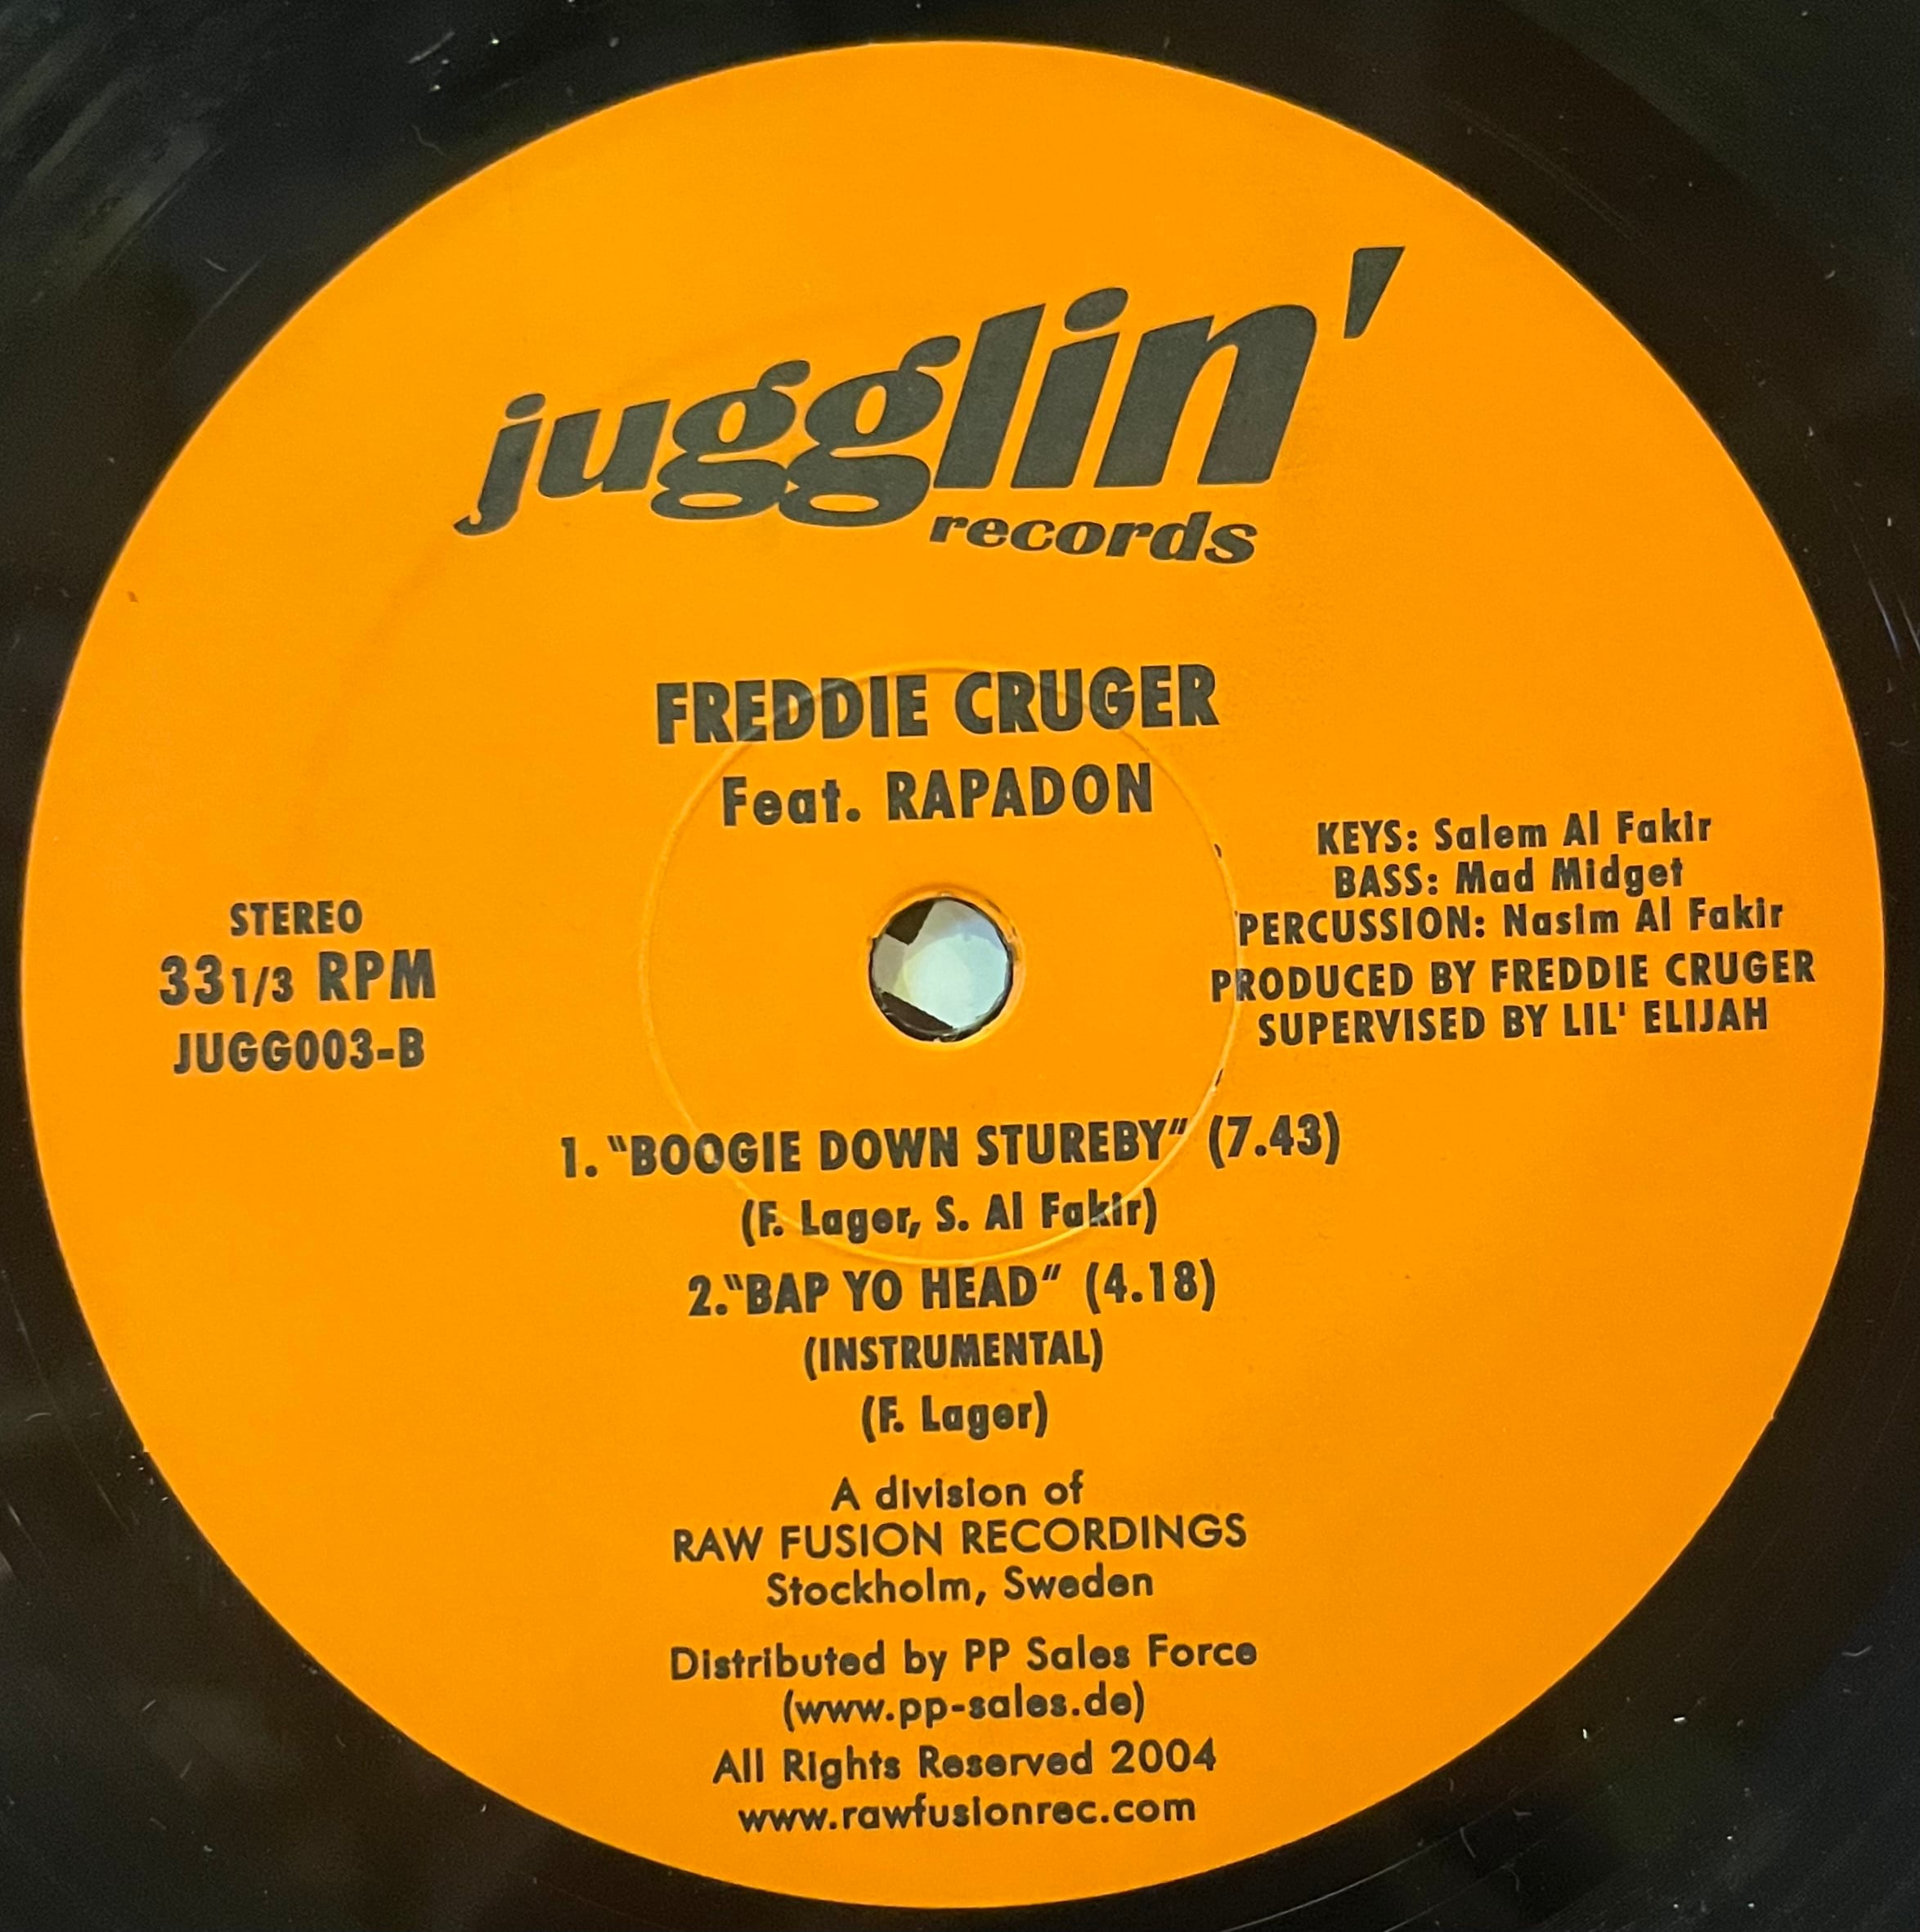 jugglin'
records
FREDDIE CRUGER
Feat. RAPADON
STEREO
33 1/3 RPM
JUGG003-B
KEYS: Salem Al Fakir
BASS: Mad Midget
PERCUSSION: Nasim Al Fakir
PRODUCED BY FREDDIE CRUGER
SUPERVISED BY LIL' ELIJAH
1. "BOOGIE DOWN STUREBY" (7.43)
(F. Lager, S. Al Fakir)
2."BAP YO HEAD" (4.18)
(INSTRUMENTAL)
(F. Lager)
A division of
RAW FUSION RECORDINGS
Stockholm, Sweden
Distributed by PP Sales Force
(www.pp-sales.de)
All Rights Reserved 2004
www.rawfusionrec.com